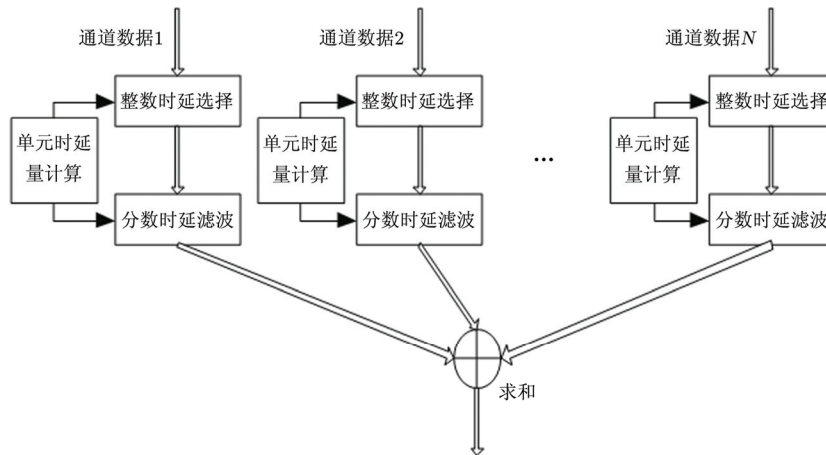 通道数据1
通道数据2
通道数据N
整数时延选择
整数时延选择
整数时延选择
单元时延
量计算
单元时延
量计算
...
单元时延
量计算
分数时延滤波
分数时延滤波
分数时延滤波
求和